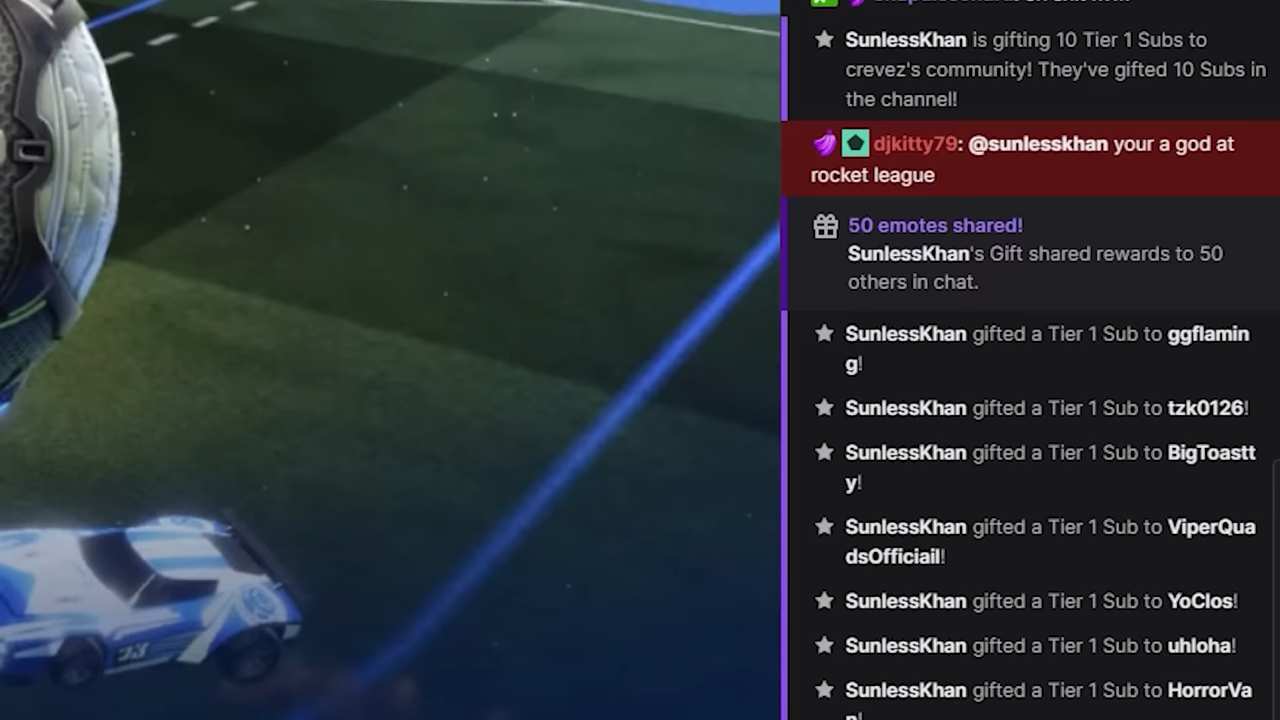 SunlessKhan is gifting 10 Tier 1 Subs to
crevez's community! They've gifted 10 Subs in
the channel!
djkitty79: @sunlesskhan your a god at
rocket league
50 emotes shared!
SunlessKhan's Gift shared rewards to 50
others in chat.
SunlessKhan gifted a Tier 1 Sub to ggflamin
g!
SunlessKhan gifted a Tier 1 Sub to tzk0126!
SunlessKhan gifted a Tier 1 Sub to BigToastt
y!
SunlessKhan gifted a Tier 1 Sub to ViperQua
dsOfficiail!
SunlessKhan gifted a Tier 1 Sub to YoClos!
SunlessKhan gifted a Tier 1 Sub to uhloha!
SunlessKhan gifted a Tier 1 Sub to HorrorVa
n!